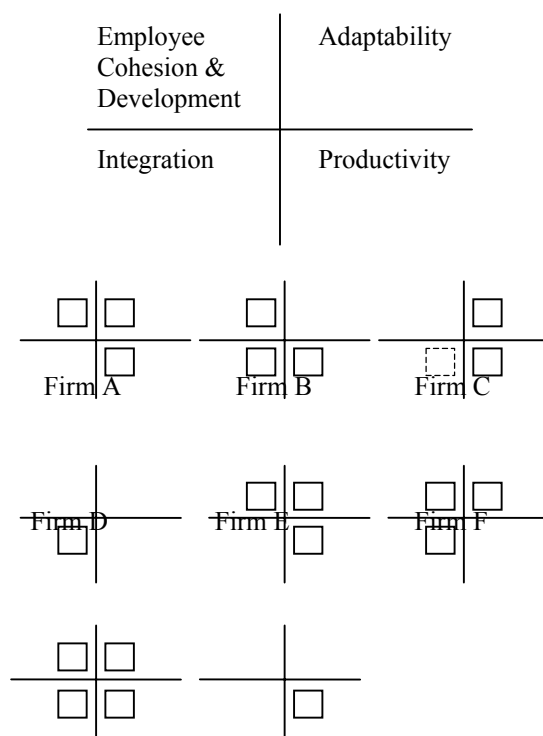 Employee
Cohesion &
Development
Adaptability
Integration
Productivity
Firm A
Firm B
Firm C
Firm D
Firm E
Firm F